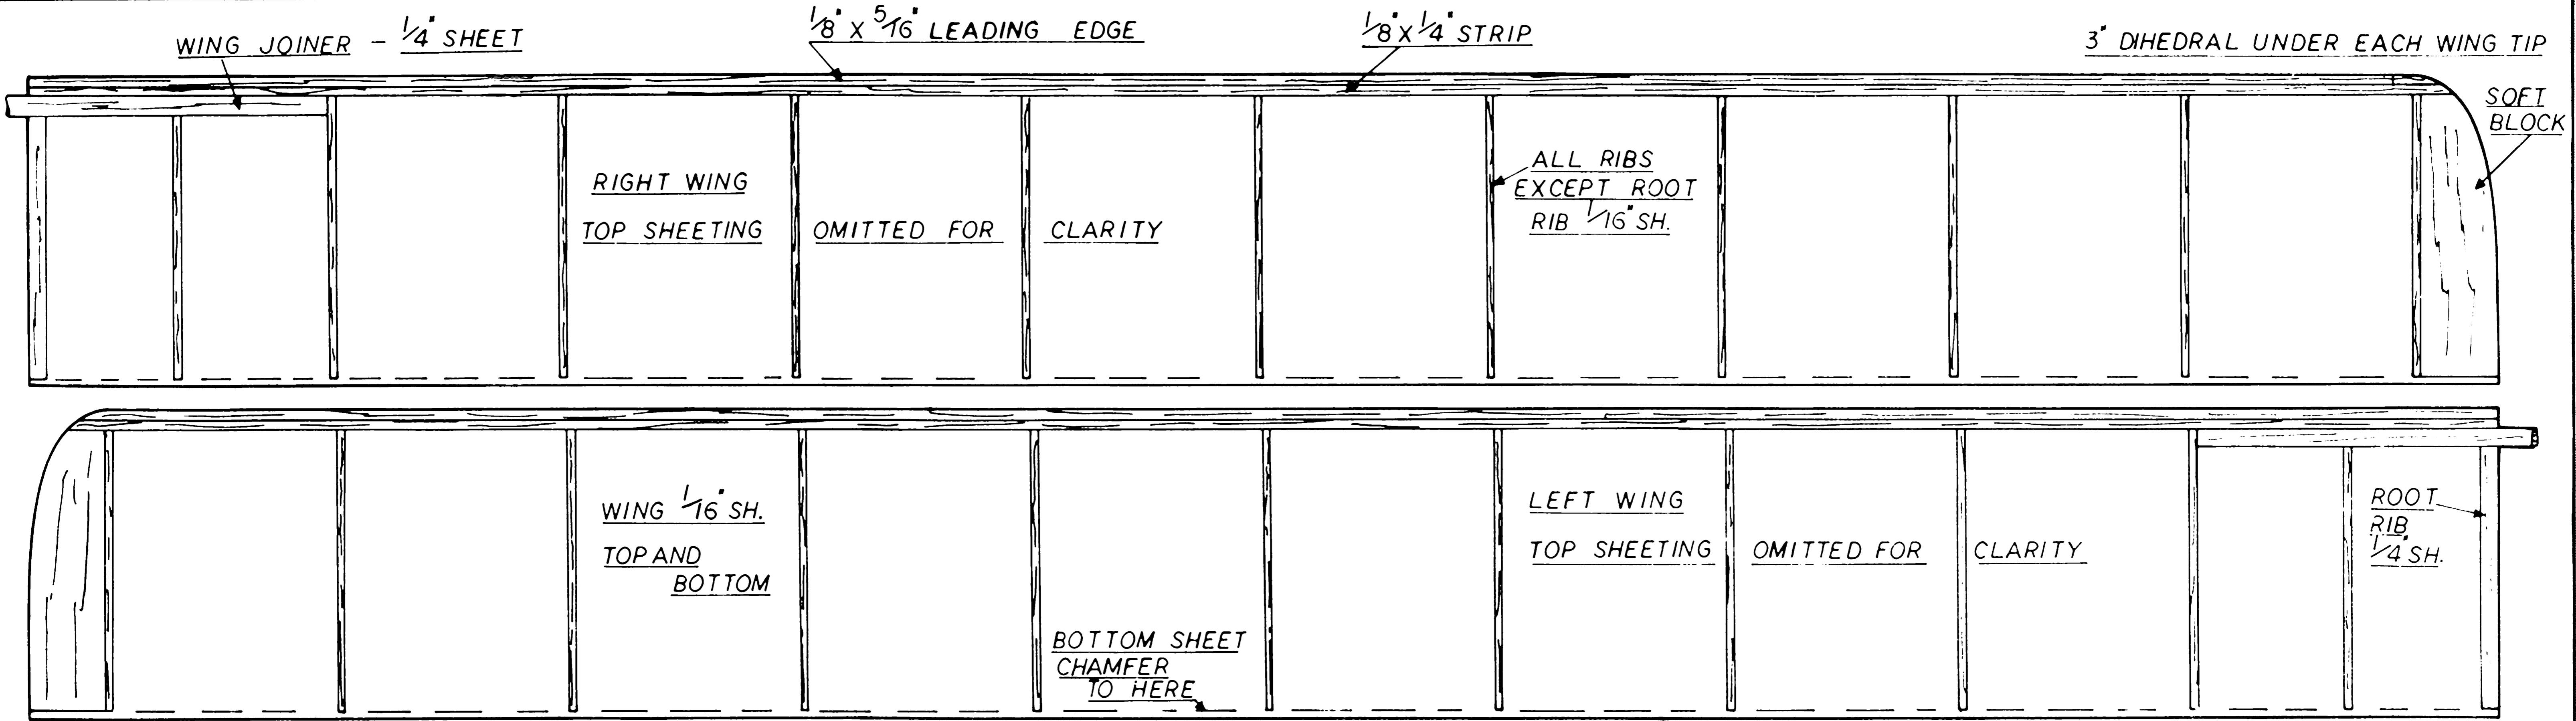 WING JOINER - 1/4" SHEET
1/8" X 5/16" LEADING EDGE
1/8 X 1/4" STRIP
3" DIHEDRAL UNDER EACH WING TIP
SOFT
BLOCK
RIGHT WING
TOP SHEETING OMITTED FOR CLARITY
ALL RIBS
EXCEPT ROOT
RIB 1/16" SH.
WING 1/16" SH.
TOP AND
BOTTOM
BOTTOM SHEET
CHAMFER
TO HERE
LEFT WING
TOP SHEETING OMITTED FOR CLARITY
ROOT
RIB
1/4" SH.